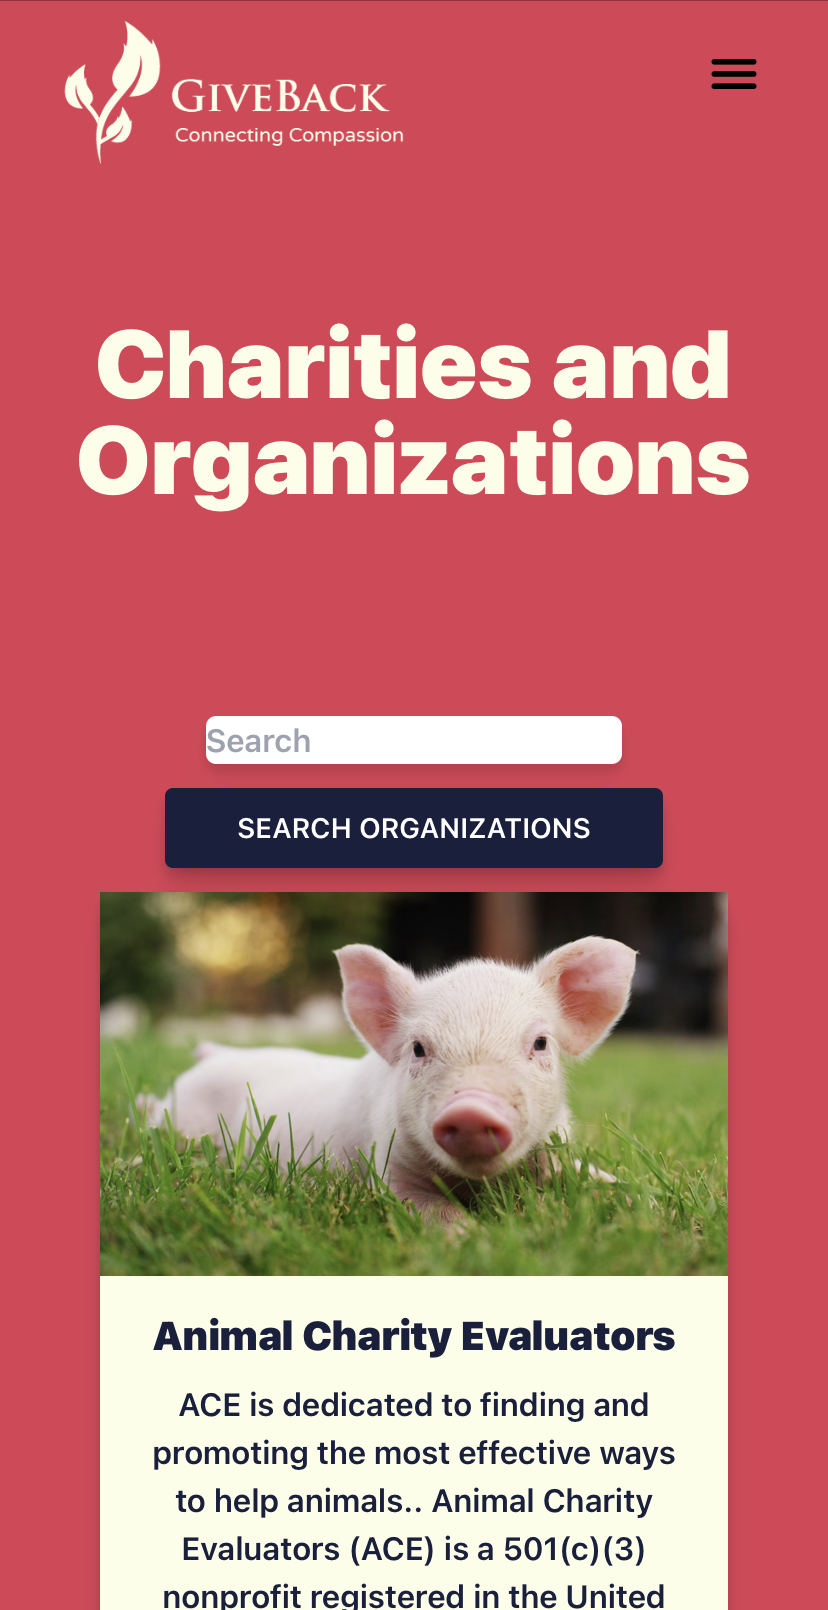 GIVEBACK
Connecting Compassion
Charities and
Organizations
Search
SEARCH ORGANIZATIONS
Animal Charity Evaluators
ACE is dedicated to finding and
promoting the most effective ways
to help animals.. Animal Charity
Evaluators (ACE) is a 501(c)(3)
nonprofit registered in the United